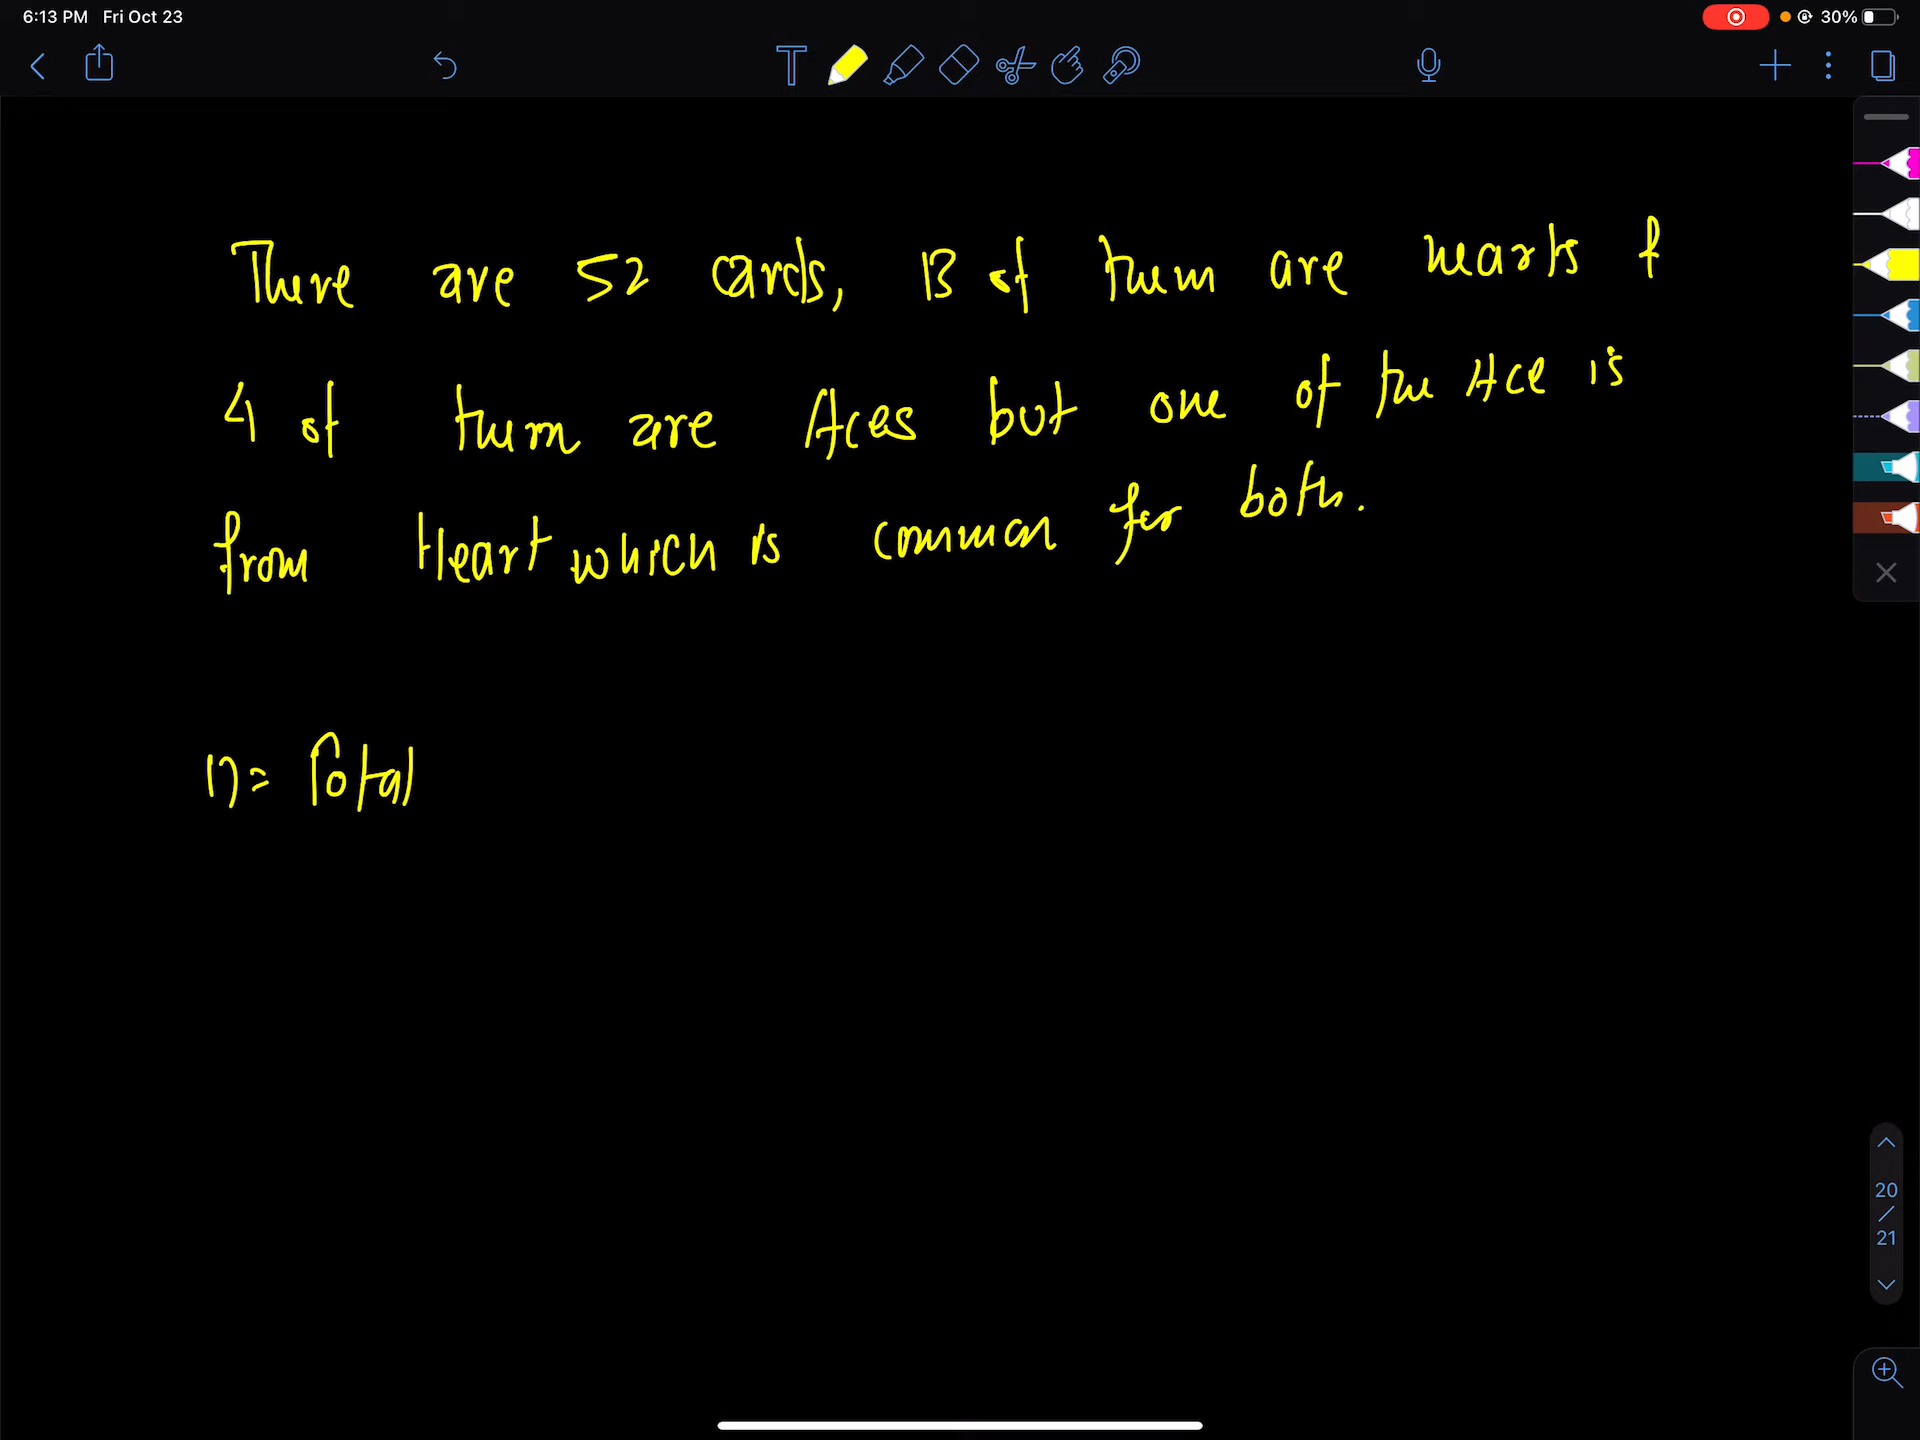 6:13 PM Fri Oct 23
30%
There are 52 cards, 13 of them are hearts &
4 of them are Aces but one of the Ace is
from Heart which is common for both.
n = Total
20
/
21